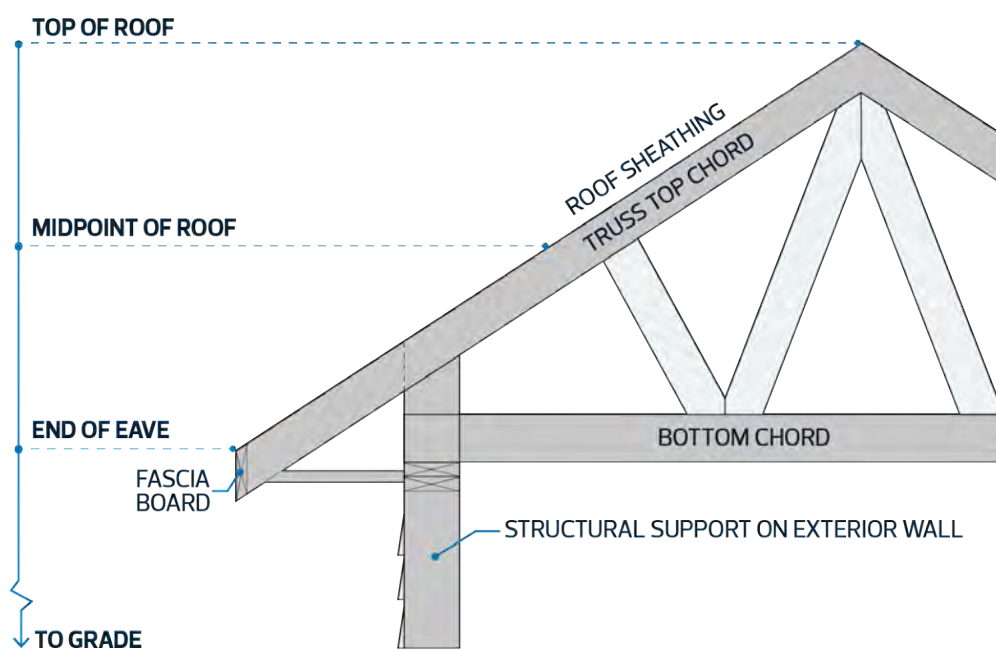 TOP OF ROOF
ROOF SHEATHING
TRUSS TOP CHORD
MIDPOINT OF ROOF
END OF EAVE
BOTTOM CHORD
FASCIA
BOARD
STRUCTURAL SUPPORT ON EXTERIOR WALL
TO GRADE